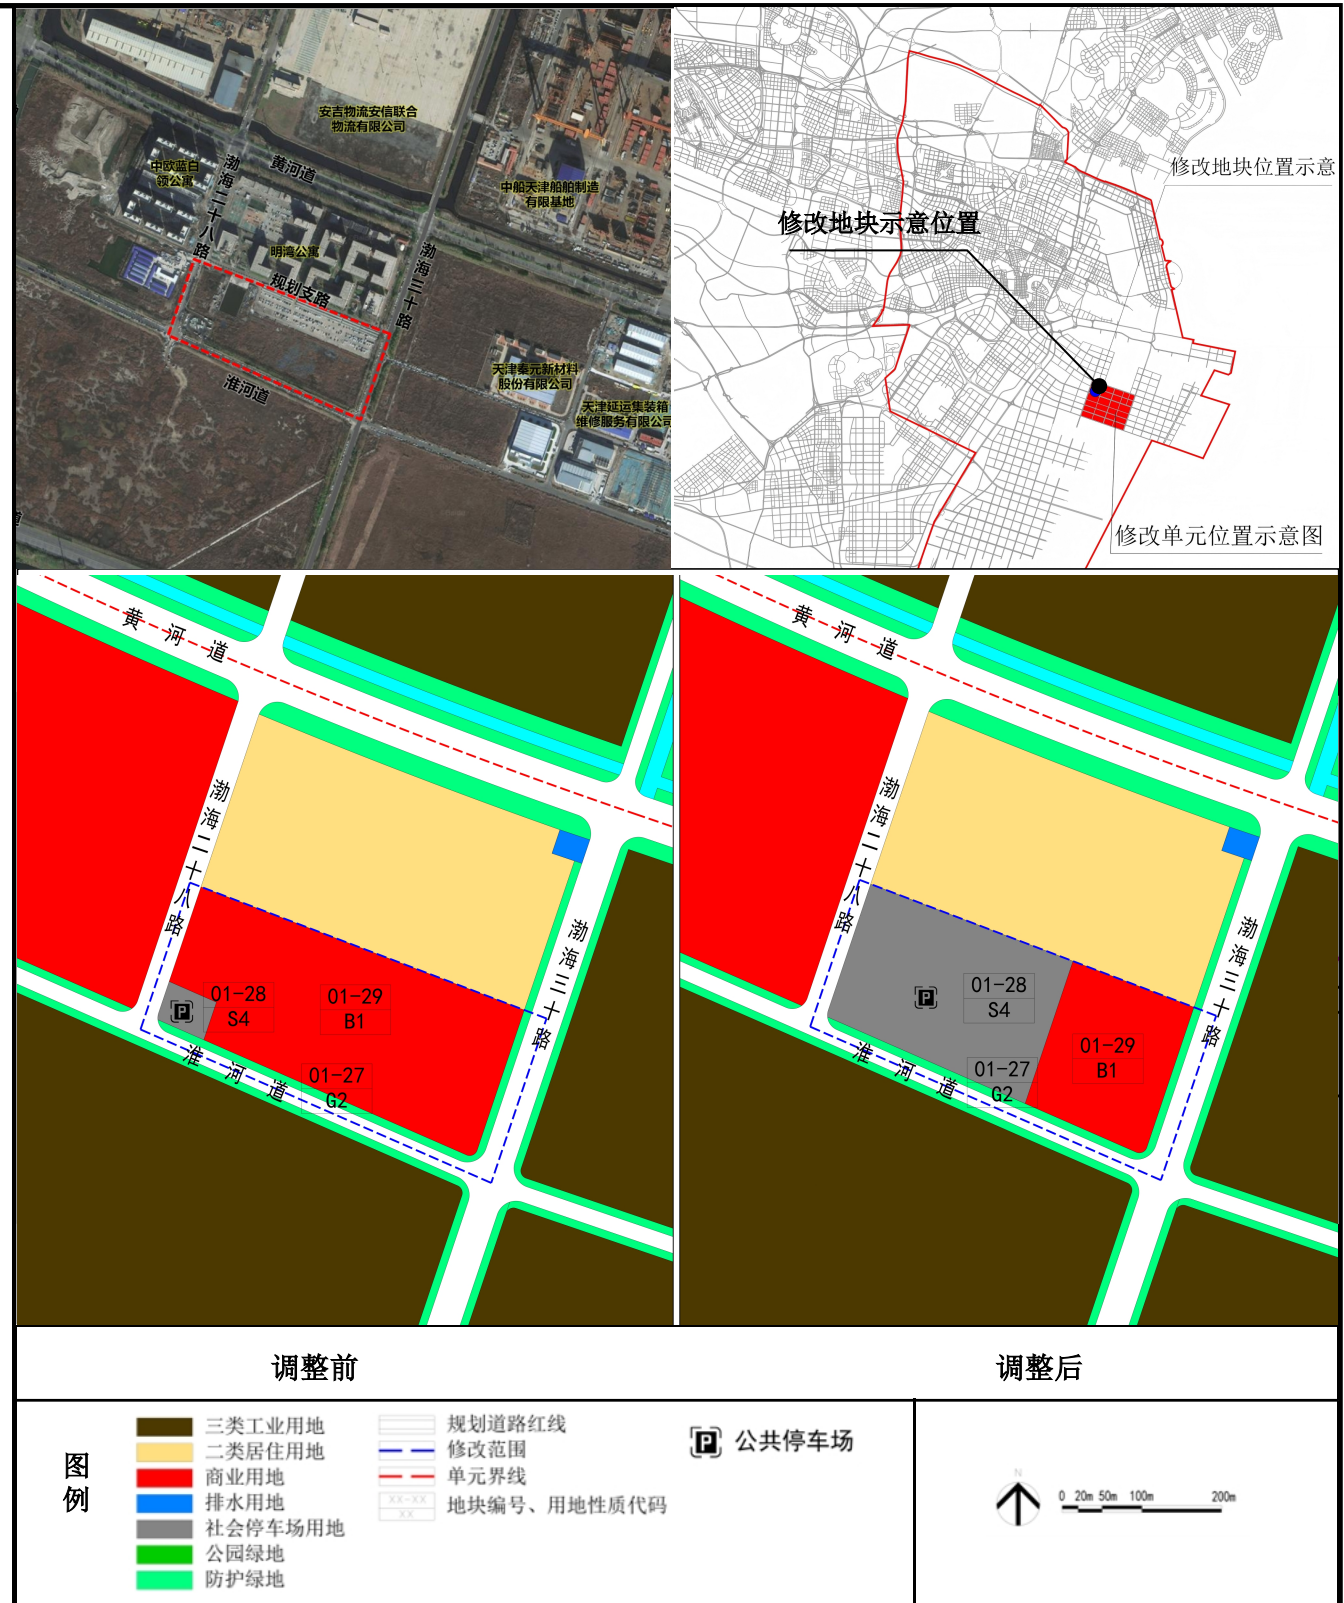 安吉物流安信联合
物流有限公司
中欧蓝白
领公寓
渤海二十八路
黄河道
中船天津船舶制造
有限基地
明湾公寓
规划支路
渤海三十路
淮河道
天津秦元新材料
股份有限公司
天津延运集装箱
维修服务有限公司
道
修改地块位置示意
修改地块示意位置
修改单元位置示意图
黄河道
渤海二十八路
渤海三十路
01-28
S4
01-29
B1
01-27
G2
淮河道
P
黄河道
渤海二十八路
渤海三十路
01-28
S4
01-29
B1
01-27
G2
淮河道
P
调整前
调整后
图例
三类工业用地
二类居住用地
商业用地
排水用地
社会停车场用地
公园绿地
防护绿地
规划道路红线
修改范围
单元界线
XX-XX
XX
地块编号、用地性质代码
P
公共停车场
N
0 20m 50m 100m 200m